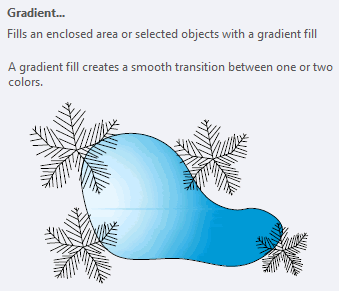 Gradient...
Fills an enclosed area or selected objects with a gradient fill
A gradient fill creates a smooth transition between one or two
colors.